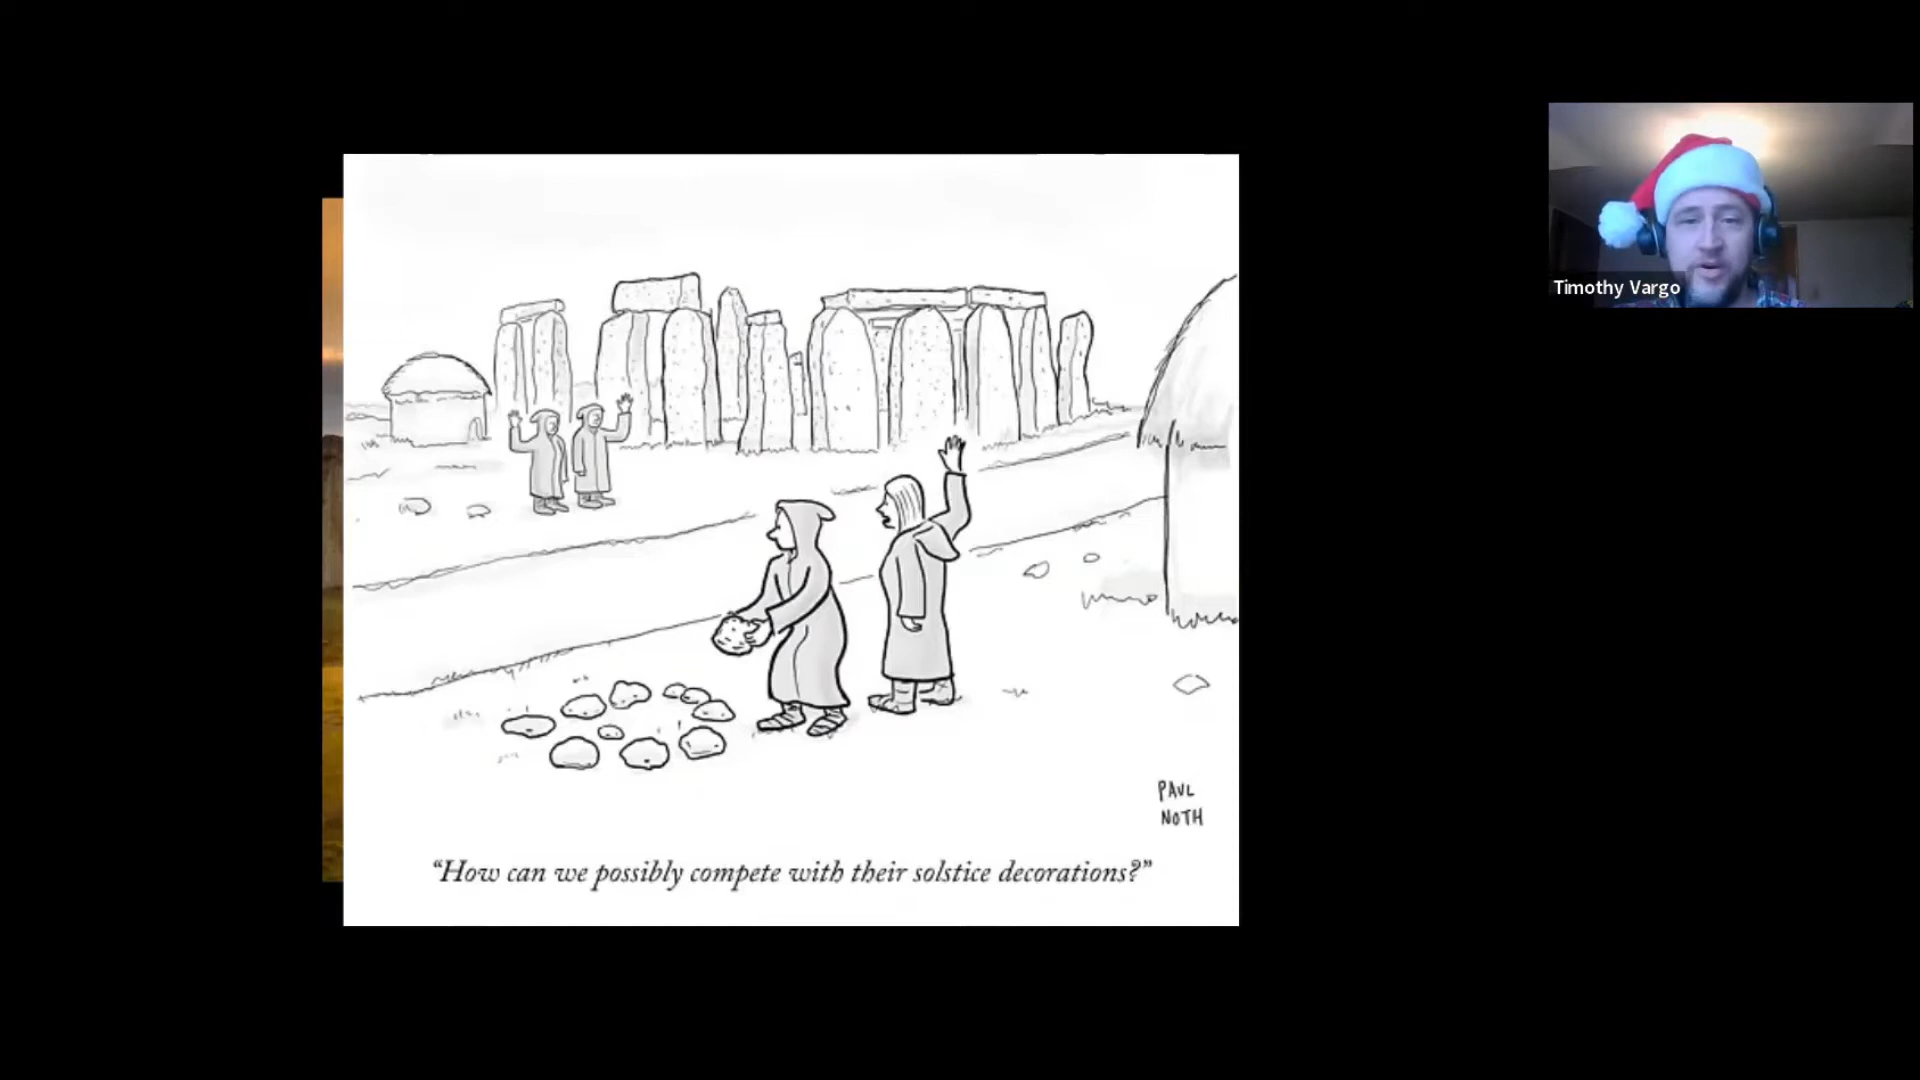 Timothy Vargo
PAUL
NOTH
“How can we possibly compete with their solstice decorations?”